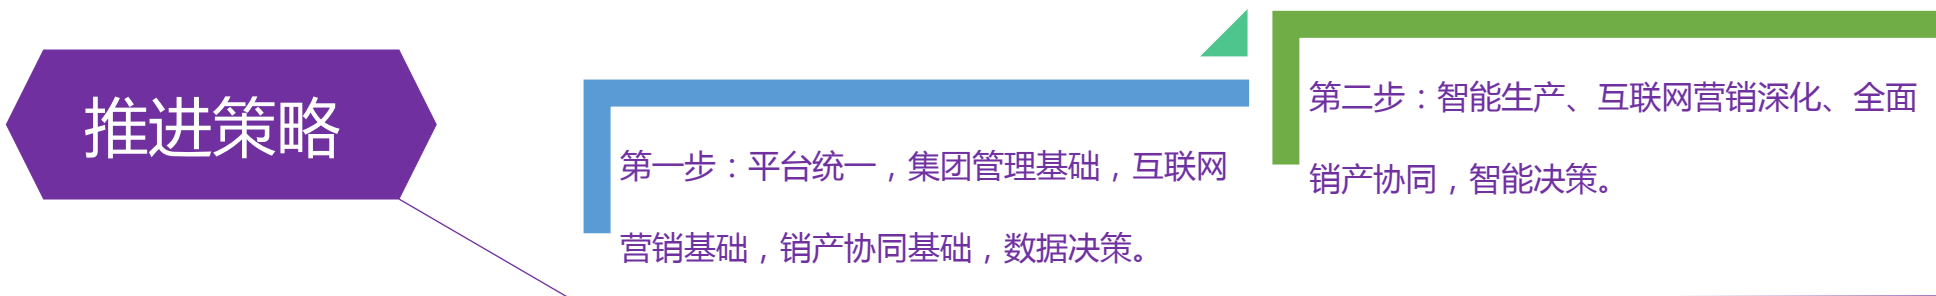 推进策略
第一步：平台统一，集团管理基础，互联网
营销基础，销产协同基础，数据决策。
第二步：智能生产、互联网营销深化、全面
销产协同，智能决策。